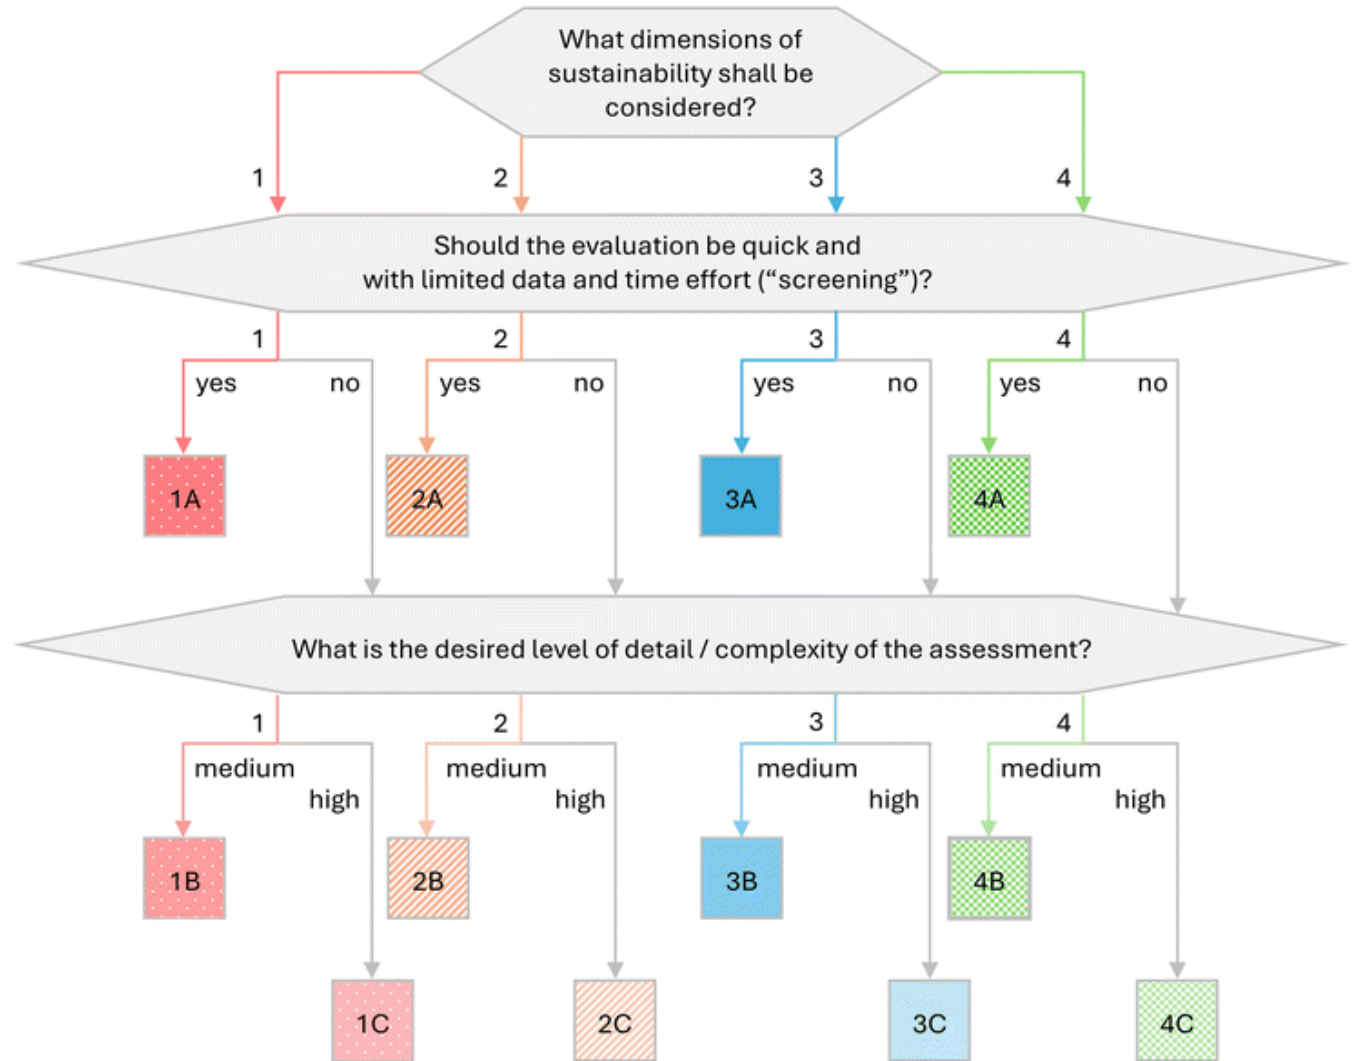 What dimensions of
sustainability shall be
considered?
1
2
3
4
Should the evaluation be quick and
with limited data and time effort (“screening”)?
1
2
3
4
yes
no
yes
no
yes
no
yes
no
1A
2A
3A
4A
What is the desired level of detail / complexity of the assessment?
1
2
3
4
medium
high
medium
high
medium
high
medium
high
1B
2B
3B
4B
1C
2C
3C
4C